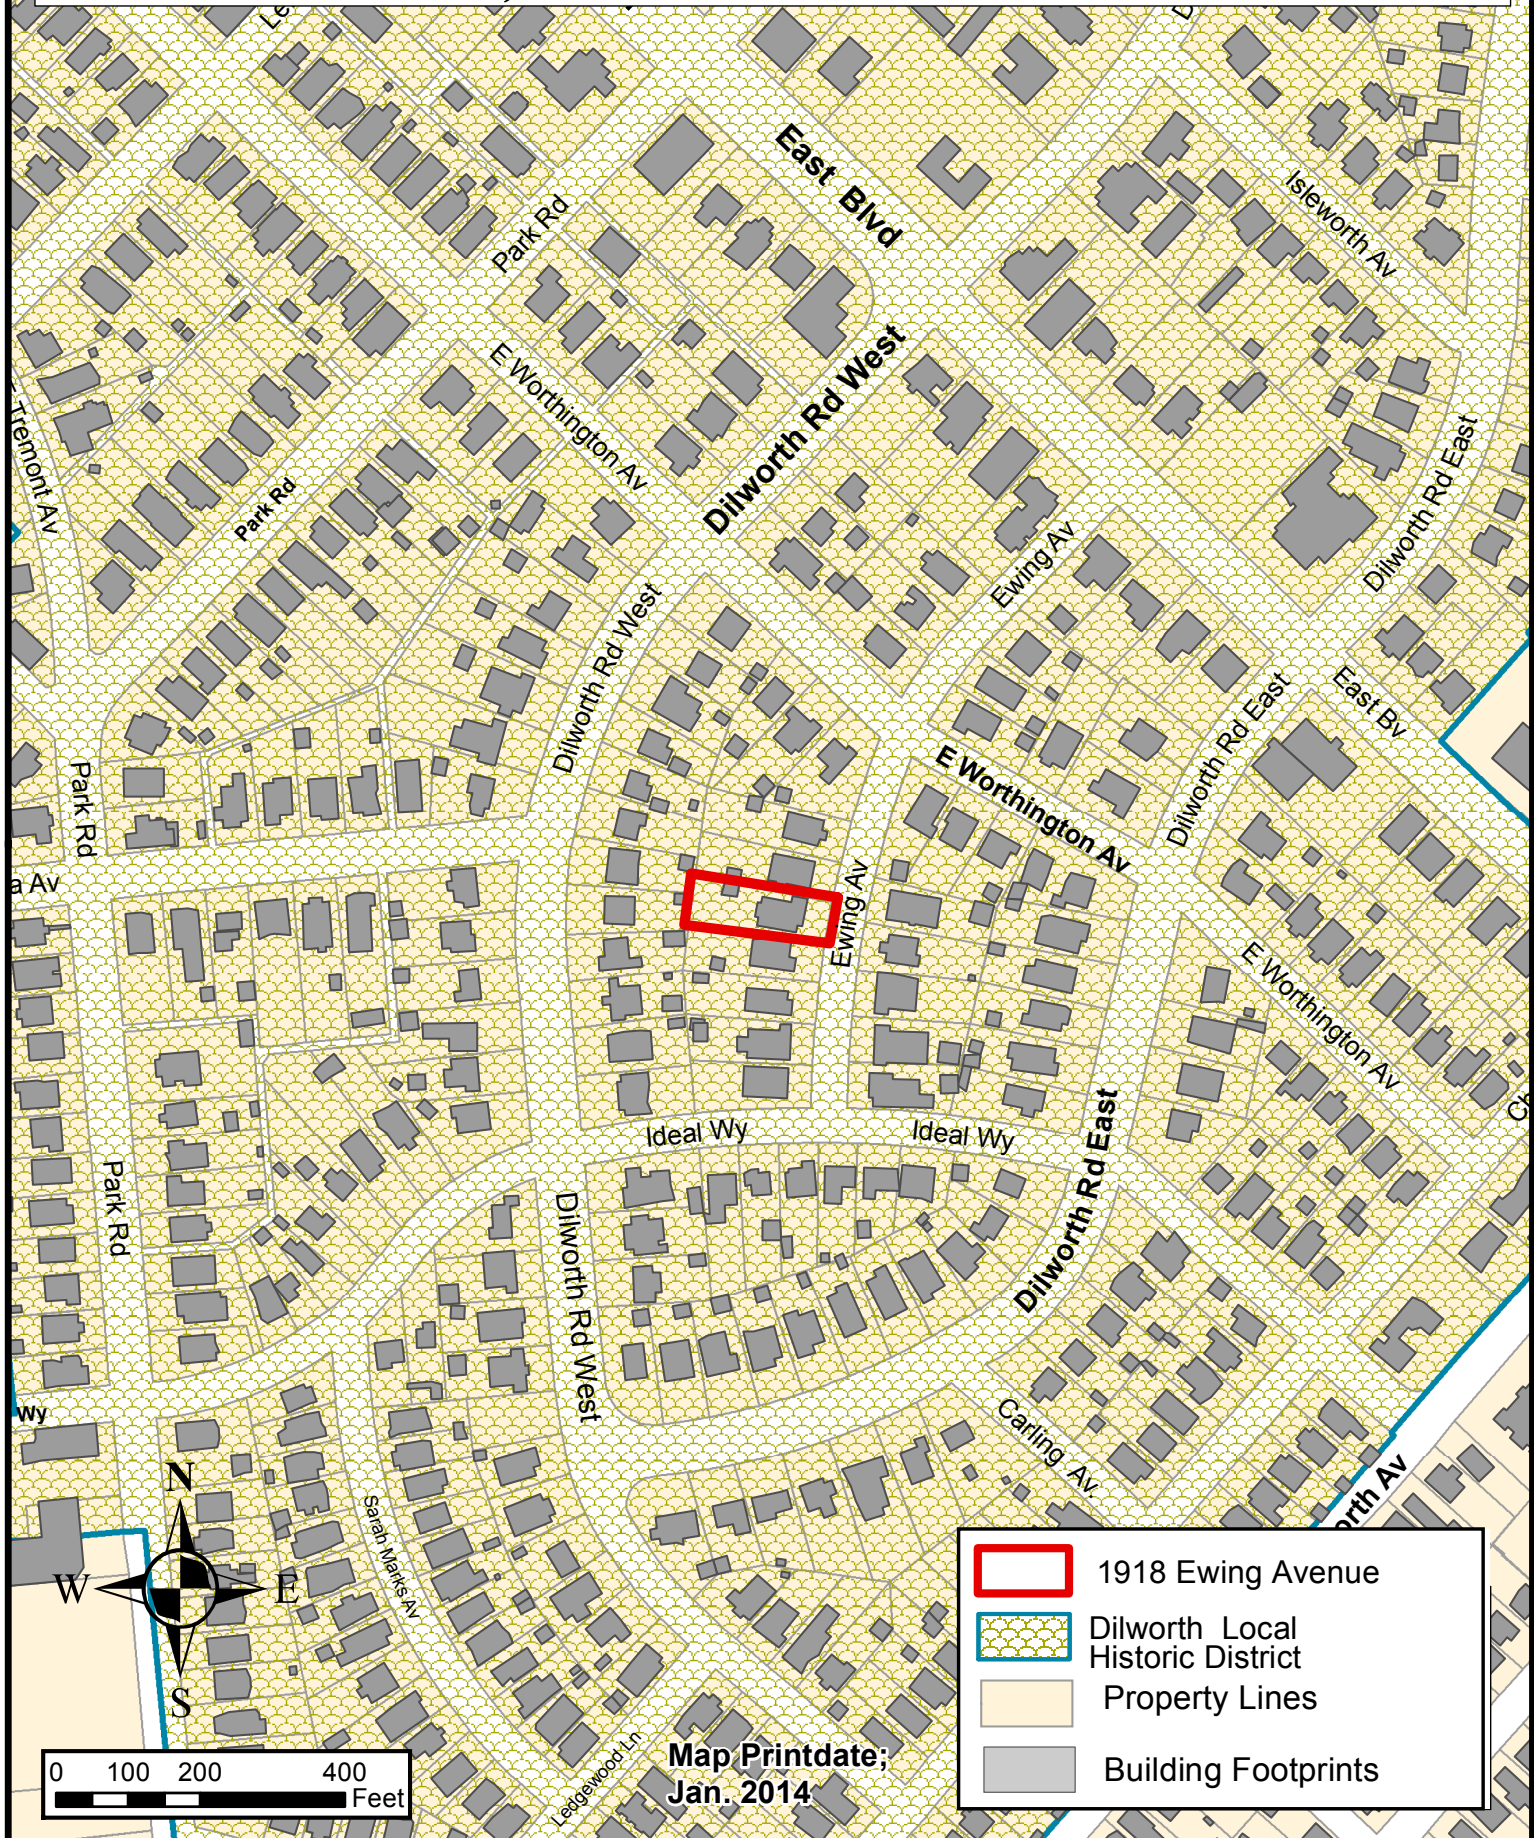 Le
D
East Blvd
Isleworth Av
Park Rd
Dilworth Rd West
E Worthington Av
Tremont Av
Park Rd
Dilworth Rd East
Ewing Av
Dilworth Rd West
East Bv
Dilworth Rd East
E Worthington Av
Park Rd
a Av
Ewing Av
E Worthington Av
Ch
Ideal Wy
Ideal Wy
Dilworth Rd East
Park Rd
Dilworth Rd West
Wy
Carling Av
orth Av
Sarah Marks Av
Ledgewood Ln
N
W
E
S
0 100 200 400
Feet
Map Printdate;
Jan. 2014
1918 Ewing Avenue
Dilworth Local
Historic District
Property Lines
Building Footprints